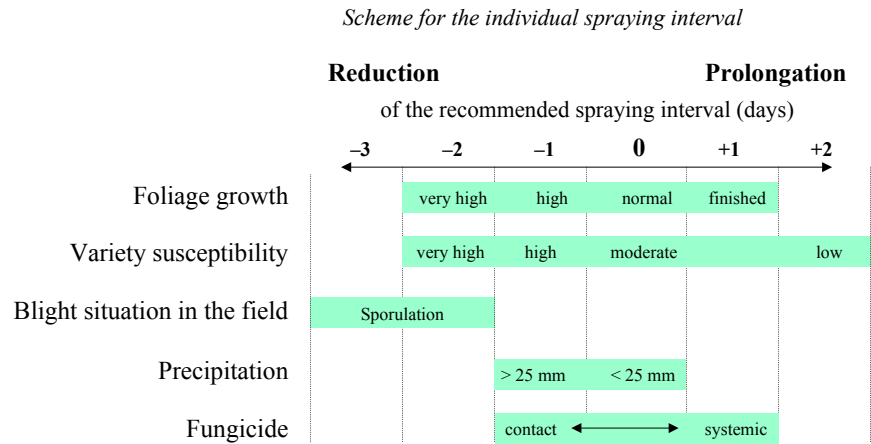 Scheme for the individual spraying interval
Reduction Prolongation
of the recommended spraying interval (days)
–3 –2 –1 0 +1 +2
Foliage growth very high high normal finished
Variety susceptibility very high high moderate low
Blight situation in the field Sporulation
Precipitation > 25 mm < 25 mm
Fungicide contact systemic